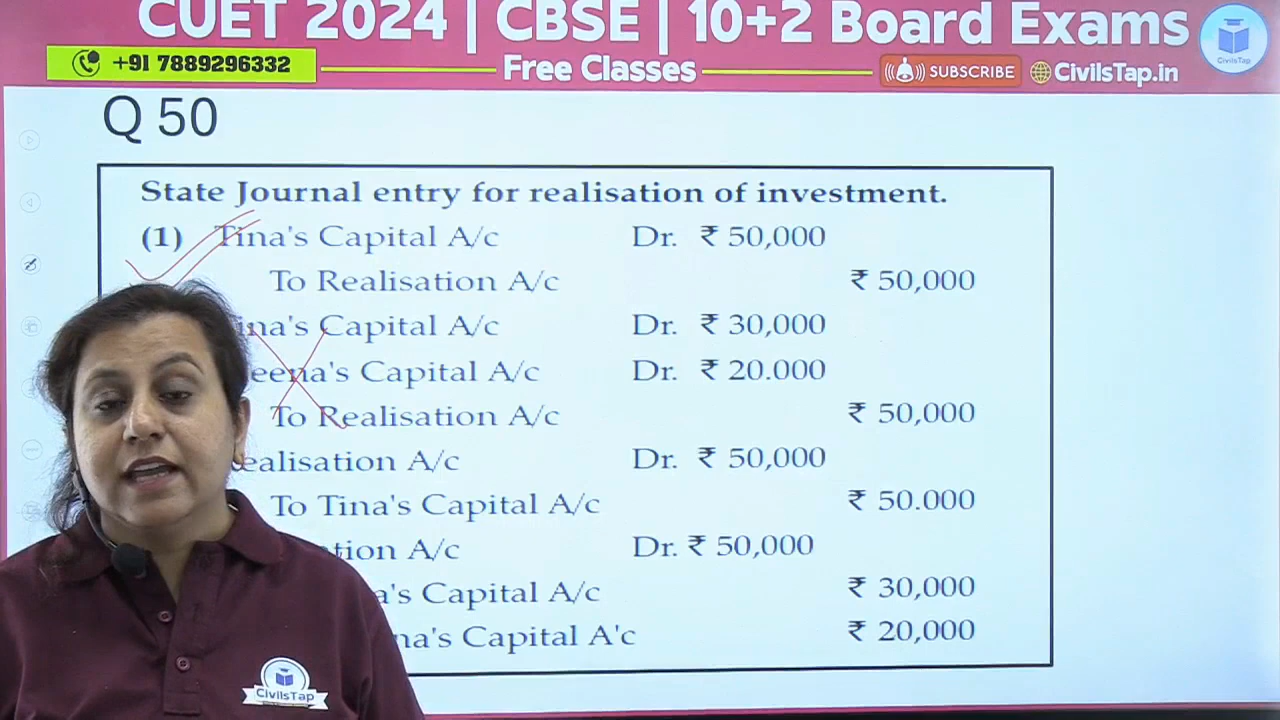 CUET 2024 | CBSE | 10+2 Board Exams
+91 7889296332
Free Classes
SUBSCRIBE
CivilsTap.in
CivilsTap
Q 50
State Journal entry for realisation of investment.
(1) Tina's Capital A/c Dr. ₹ 50,000
To Realisation A/c ₹ 50,000
ina's Capital A/c Dr. ₹ 30,000
eena's Capital A/c Dr. ₹ 20.000
To Realisation A/c ₹ 50,000
ealisation A/c Dr. ₹ 50,000
To Tina's Capital A/c ₹ 50.000
tion A/c Dr. ₹ 50,000
a's Capital A/c ₹ 30,000
na's Capital A'c ₹ 20,000
CivilsTap